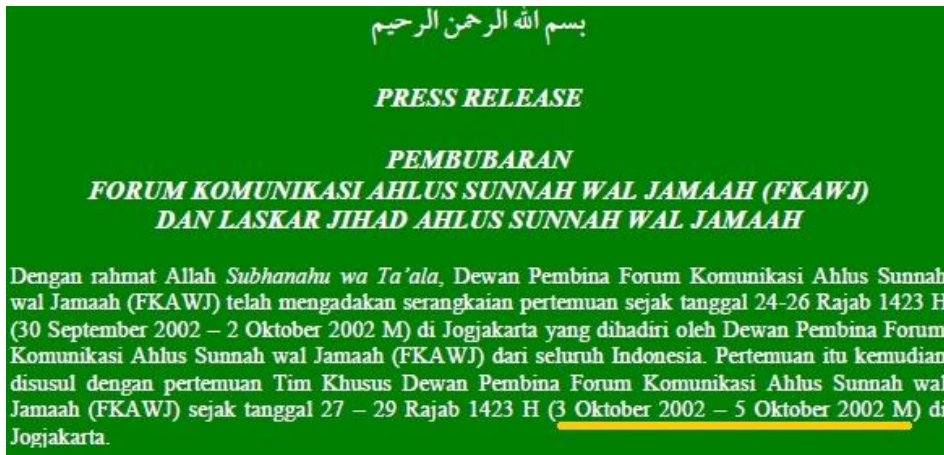 بسم الله الرحمن الرحيم
PRESS RELEASE
PEMBUBARAN
FORUM KOMUNIKASI AHLUS SUNNAH WAL JAMAAH (FKAWJ)
DAN LASKAR JIHAD AHLUS SUNNAH WAL JAMAAH
Dengan rahmat Allah Subhanahu wa Ta'ala, Dewan Pembina Forum Komunikasi Ahlus Sunnah
wal Jamaah (FKAWJ) telah mengadakan serangkaian pertemuan sejak tanggal 24-26 Rajab 1423 H
(30 September 2002 – 2 Oktober 2002 M) di Jogjakarta yang dihadiri oleh Dewan Pembina Forum
Komunikasi Ahlus Sunnah wal Jamaah (FKAWJ) dari seluruh Indonesia. Pertemuan itu kemudian
disusul dengan pertemuan Tim Khusus Dewan Pembina Forum Komunikasi Ahlus Sunnah wal
Jamaah (FKAWJ) sejak tanggal 27 – 29 Rajab 1423 H (3 Oktober 2002 – 5 Oktober 2002 M) di
Jogjakarta.